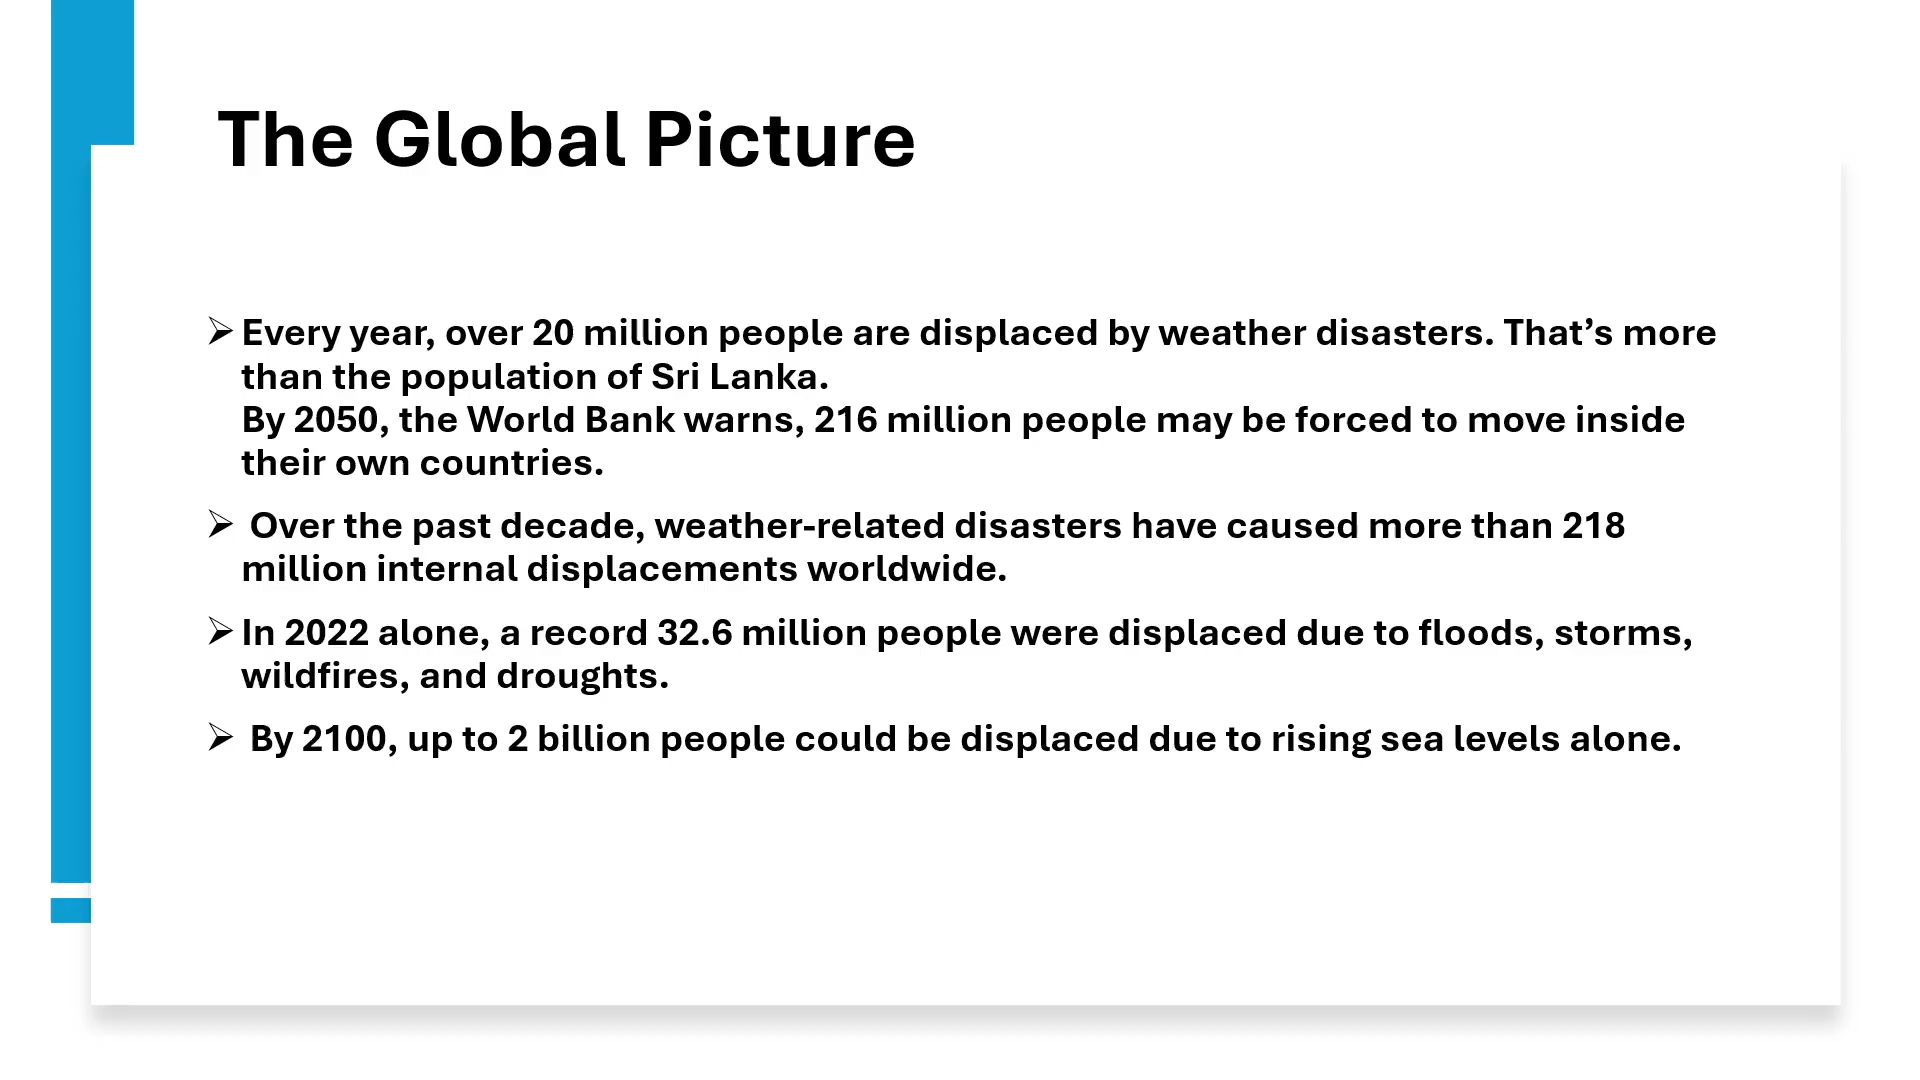 The Global Picture
➢ Every year, over 20 million people are displaced by weather disasters. That’s more
than the population of Sri Lanka.
By 2050, the World Bank warns, 216 million people may be forced to move inside
their own countries.
➢ Over the past decade, weather-related disasters have caused more than 218
million internal displacements worldwide.
➢ In 2022 alone, a record 32.6 million people were displaced due to floods, storms,
wildfires, and droughts.
➢ By 2100, up to 2 billion people could be displaced due to rising sea levels alone.